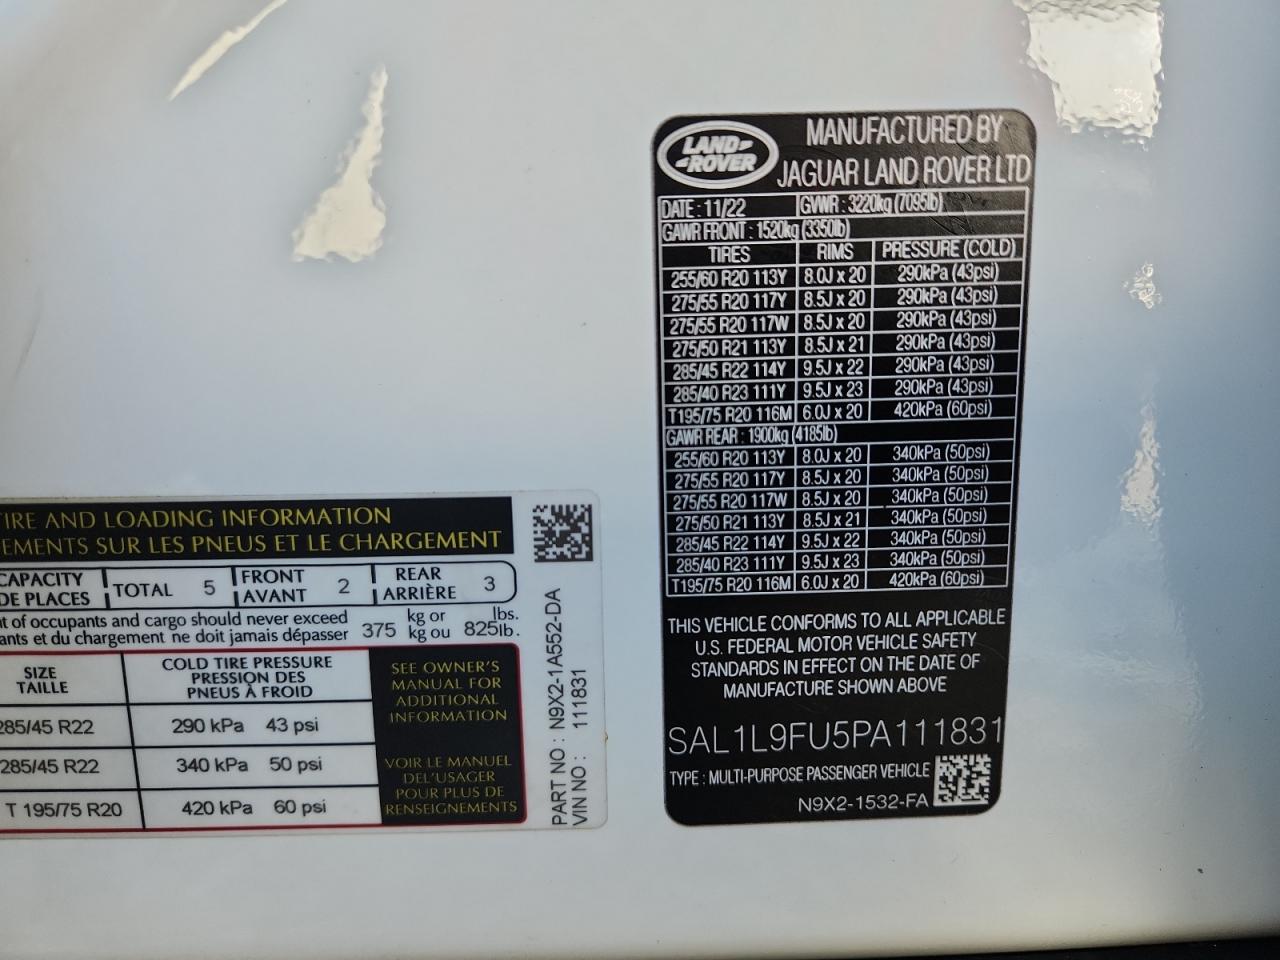 TIRE AND LOADING INFORMATION
SUR LES PNEUS ET LE CHARGEMENT
CAPACITY
DE PLACES
TOTAL 5
FRONT
AVANT 2
REAR
ARRIÈRE 3
of occupants and cargo should never exceed
et du chargement ne doit jamais dépasser
375 kg or
kg ou 825 lbs.
lb.
SIZE
TAILLE
COLD TIRE PRESSURE
PRESSION DES
PNEUS À FROID
285/45 R22 290 kPa 43 psi
285/45 R22 340 kPa 50 psi
T 195/75 R20 420 kPa 60 psi
SEE OWNER'S
MANUAL FOR
ADDITIONAL
INFORMATION
VOIR LE MANUEL
DEL'USAGER
POUR PLUS DE
RENSEIGNEMENTS
PART NO : N9X2-1A552-DA
VIN NO : 111831
LAND
ROVER
MANUFACTURED BY
JAGUAR LAND ROVER LTD
DATE : 11/22 GVWR : 3220kg (7095lb)
GAWR FRONT : 1520kg (3350lb)
TIRES RIMS PRESSURE (COLD)
255/60 R20 113Y 8.0J x 20 290kPa (43psi)
275/55 R20 117Y 8.5J x 20 290kPa (43psi)
275/55 R20 117W 8.5J x 20 290kPa (43psi)
275/50 R21 113Y 8.5J x 21 290kPa (43psi)
285/45 R22 114Y 9.5J x 22 290kPa (43psi)
285/40 R23 111Y 9.5J x 23 290kPa (43psi)
T195/75 R20 116M 6.0J x 20 420kPa (60psi)
GAWR REAR : 1900kg (4185lb)
255/60 R20 113Y 8.0J x 20 340kPa (50psi)
275/55 R20 117Y 8.5J x 20 340kPa (50psi)
275/55 R20 117W 8.5J x 20 340kPa (50psi)
275/50 R21 113Y 8.5J x 21 340kPa (50psi)
285/45 R22 114Y 9.5J x 22 340kPa (50psi)
285/40 R23 111Y 9.5J x 23 340kPa (50psi)
T195/75 R20 116M 6.0J x 20 420kPa (60psi)
THIS VEHICLE CONFORMS TO ALL APPLICABLE
U.S. FEDERAL MOTOR VEHICLE SAFETY
STANDARDS IN EFFECT ON THE DATE OF
MANUFACTURE SHOWN ABOVE
SAL1L9FU5PA111831
TYPE : MULTI-PURPOSE PASSENGER VEHICLE
N9X2-1532-FA